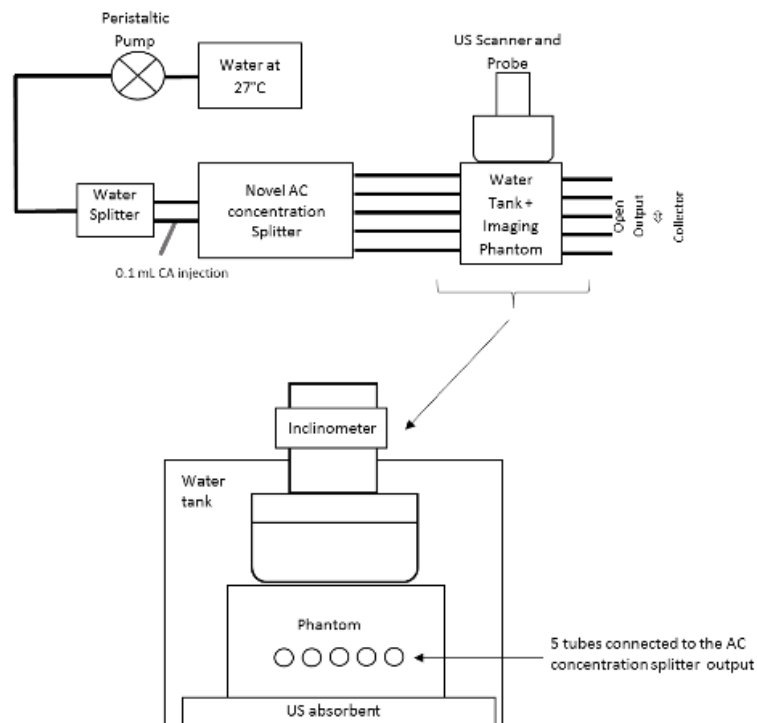 Peristaltic
Pump
US Scanner and
Probe
Water at
27°C
Water
Splitter
Novel AC
concentration
Splitter
Water
Tank +
Imaging
Phantom
Open
Output
⇔
Collector
0.1 mL CA injection
Inclinometer
Water
tank
Phantom
5 tubes connected to the AC
concentration splitter output
US absorbent